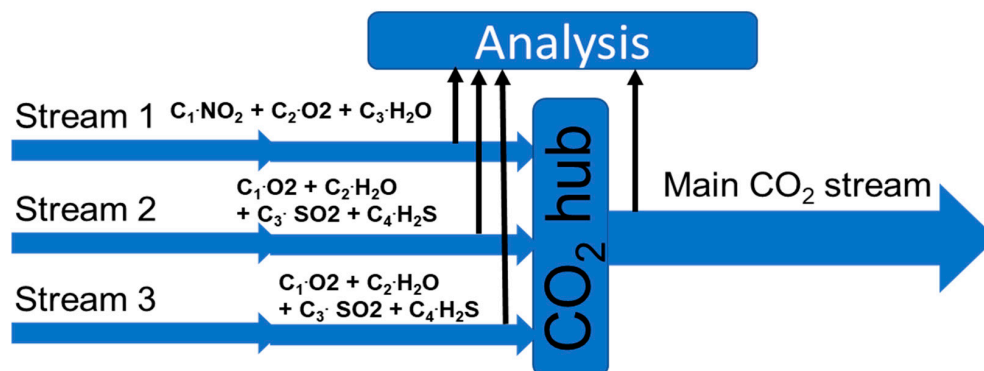 Analysis
Stream 1 C₁·NO₂ + C₂·O2 + C₃·H₂O
Stream 2
C₁·O2 + C₂·H₂O
+ C₃· SO2 + C₄·H₂S
Stream 3
C₁·O2 + C₂·H₂O
+ C₃· SO2 + C₄·H₂S
CO₂ hub
Main CO₂ stream